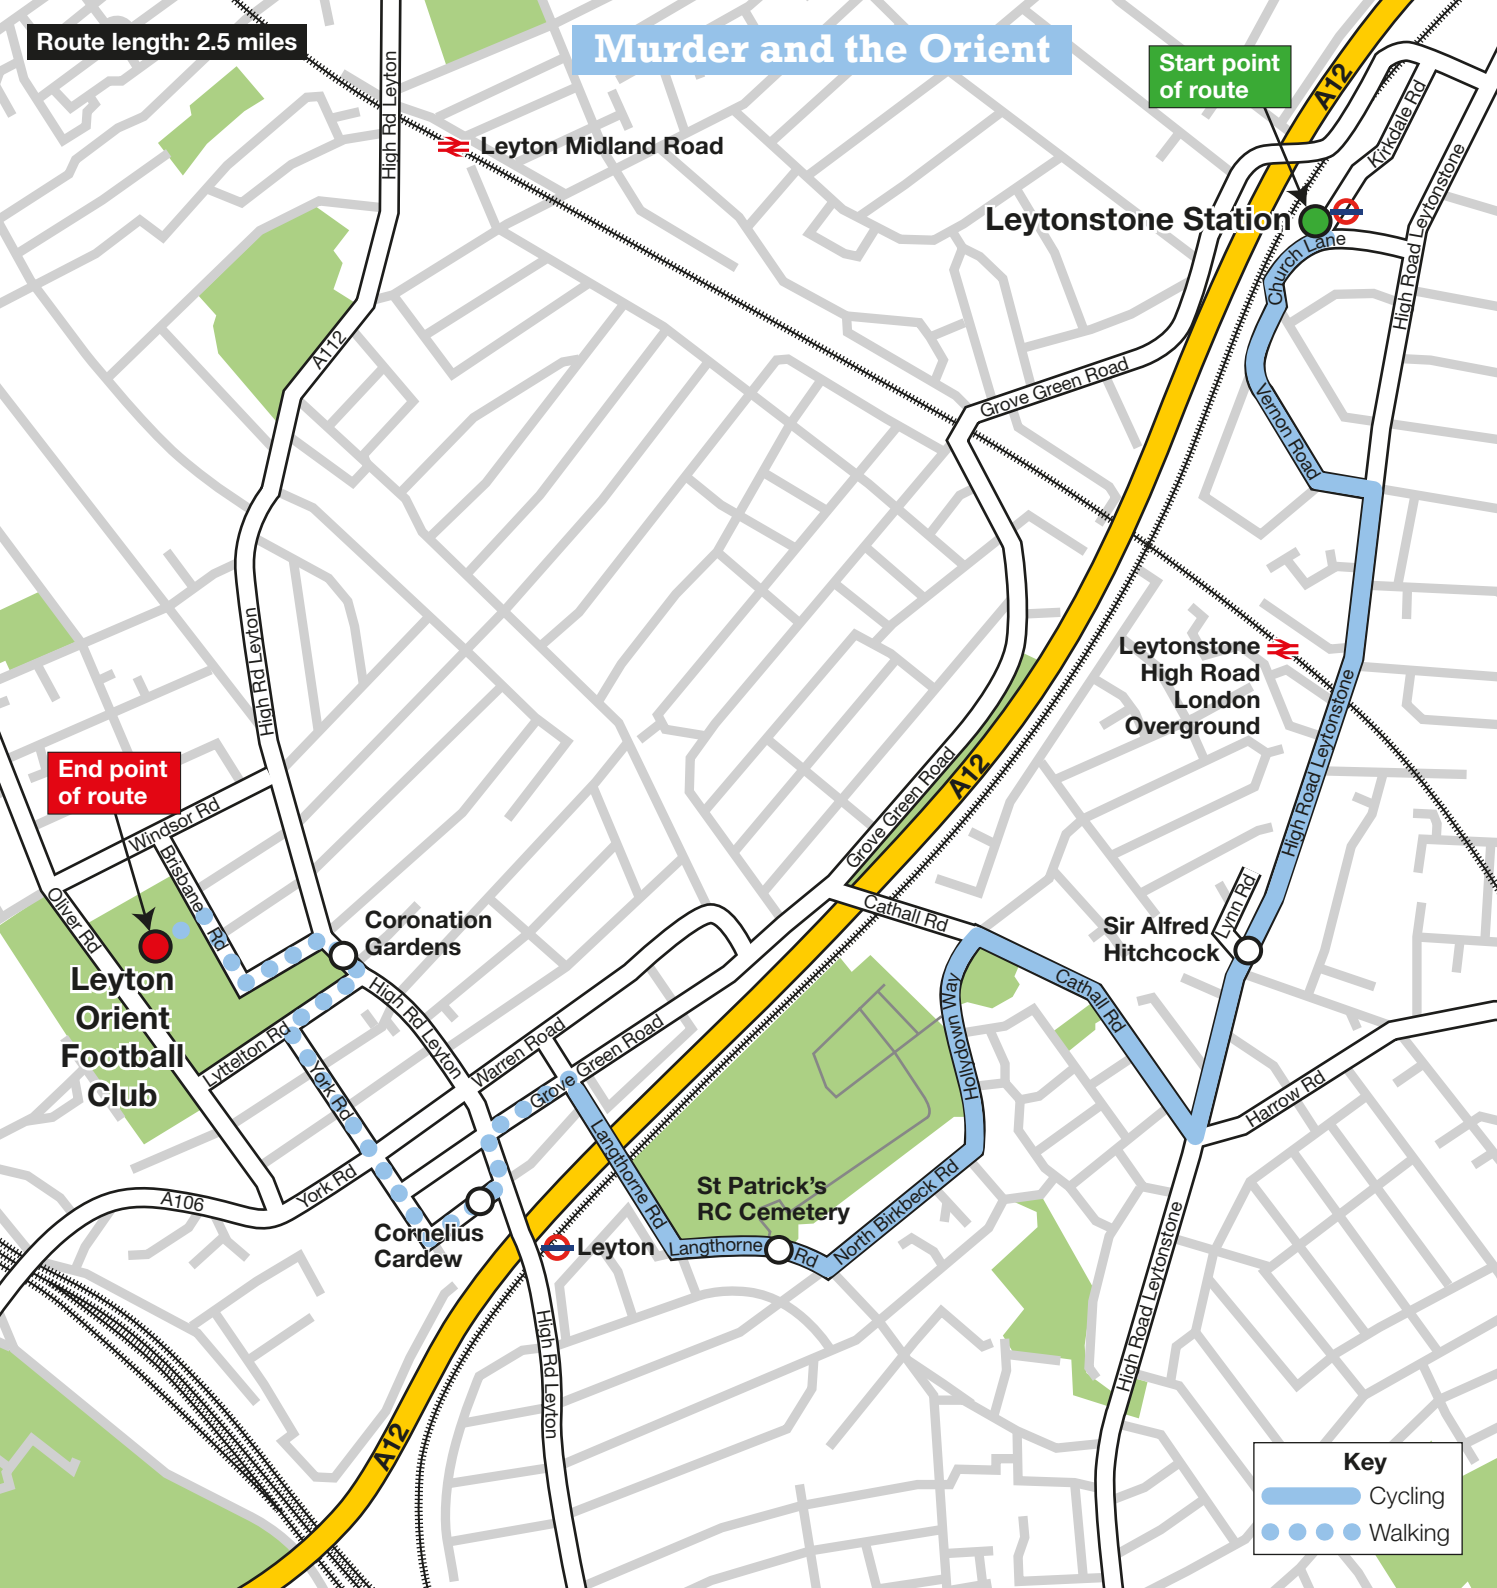 Route length: 2.5 miles
Murder and the Orient
Start point
of route
A12
Kirkdale Rd
High Rd Leyton
Leyton Midland Road
High Road Leytonstone
Leytonstone Station
Church Lane
A112
Grove Green Road
Vernon Road
High Rd Leyton
Leytonstone
High Road
London
Overground
High Road Leytonstone
End point
of route
Windsor Rd
Grove Green Road
A12
Brisbane Rd
Oliver Rd
Coronation
Gardens
Cathall Rd
Lynn Rd
Sir Alfred
Hitchcock
Leyton
Orient
Football
Club
High Rd Leyton
Hollydown Way
Cathall Rd
Lyttelton Rd
Warren Road
Grove Green Road
York Rd
Harrow Rd
Langthorne Rd
York Rd
A106
St Patrick's
RC Cemetery
North Birkbeck Rd
Cornelius
Cardew
Leyton
Langthorne Rd
High Road Leytonstone
High Rd Leyton
A12
Key
Cycling
Walking